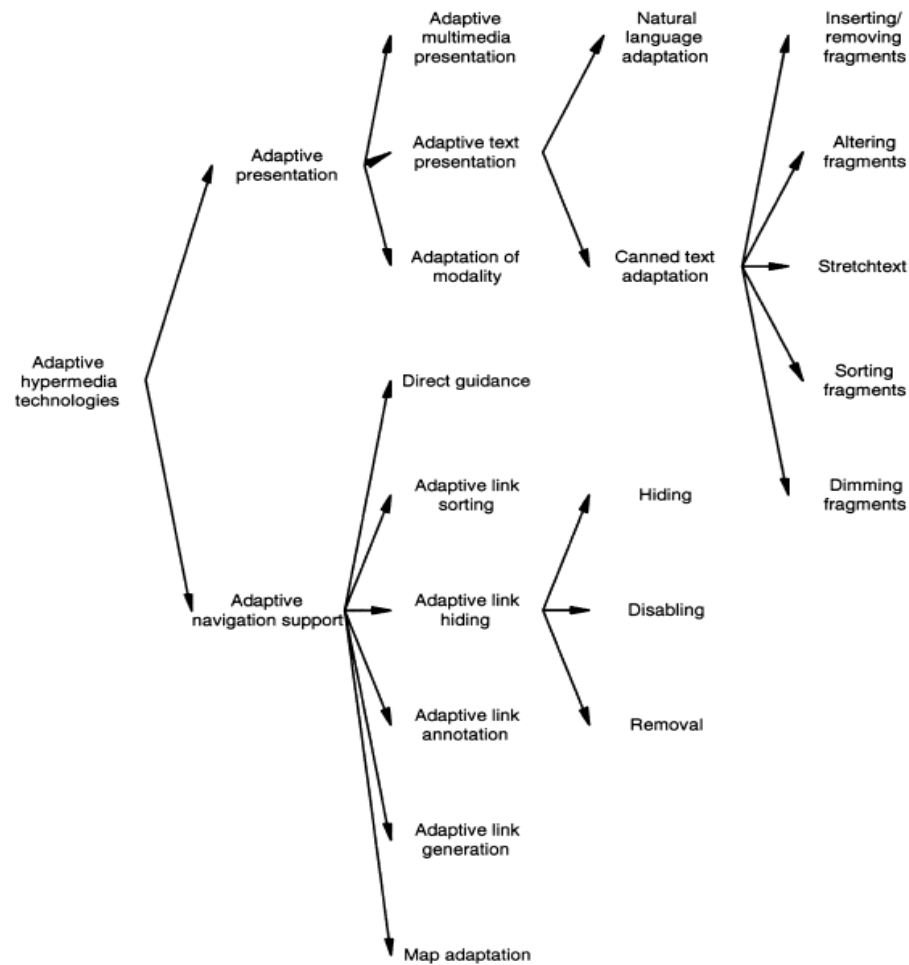 Adaptive
multimedia
presentation
Natural
language
adaptation
Inserting/
removing
fragments
Adaptive
presentation
Adaptive text
presentation
Altering
fragments
Adaptation of
modality
Canned text
adaptation
Stretchtext
Adaptive
hypermedia
technologies
Direct guidance
Sorting
fragments
Adaptive link
sorting
Hiding
Dimming
fragments
Adaptive
navigation support
Adaptive link
hiding
Disabling
Adaptive link
annotation
Removal
Adaptive link
generation
Map adaptation